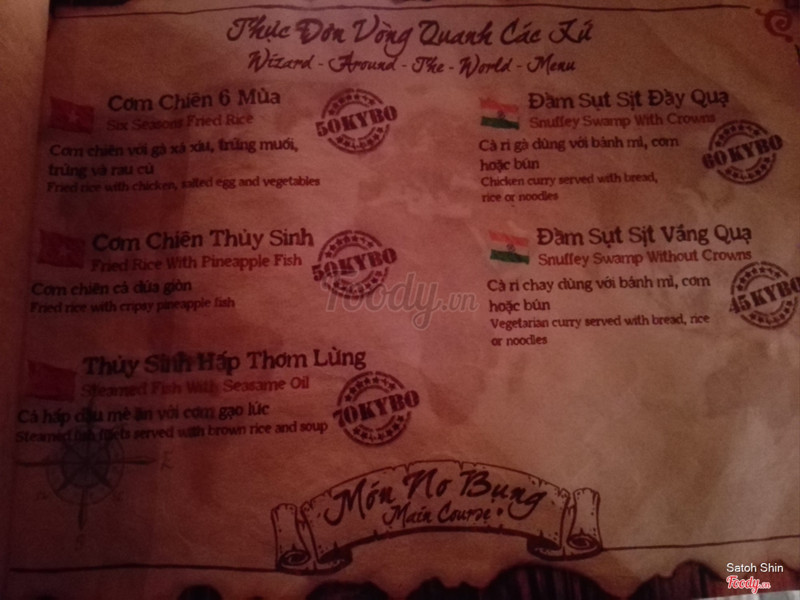 Thực Đơn Vòng Quanh Các Xứ
Wizard - Around - The - World - Menu
Cơm Chiên 6 Mùa
Six Seasons Fried Rice
50KYBO
Cơm chiên với gà xá xíu, trứng muối,
trứng và rau củ
Fried rice with chicken, salted egg and vegetables
Cơm Chiên Thủy Sinh
Fried Rice With Pineapple Fish
50KYBO
Cơm chiên cá dứa giòn
Fried rice with cripsy pineapple fish
Thủy Sinh Hấp Thơm Lừng
Steamed Fish With Seasame Oil
70KYBO
Cá hấp dầu mè ăn với cơm gạo lức
Steamed fish filets served with brown rice and soup
Đầm Sụt Sịt Đầy Quạ
Snuffey Swamp With Crowns
60KYBO
Cà ri gà dùng với bánh mì, cơm
hoặc bún
Chicken curry served with bread,
rice or noodles
Đầm Sụt Sịt Vắng Quạ
Snuffey Swamp Without Crowns
45KYBO
Cà ri chay dùng với bánh mì, cơm
hoặc bún
Vegetarian curry served with bread, rice
or noodles
Món No Bụng
Main Course
foody.vn
Satoh Shin
Foody.vn